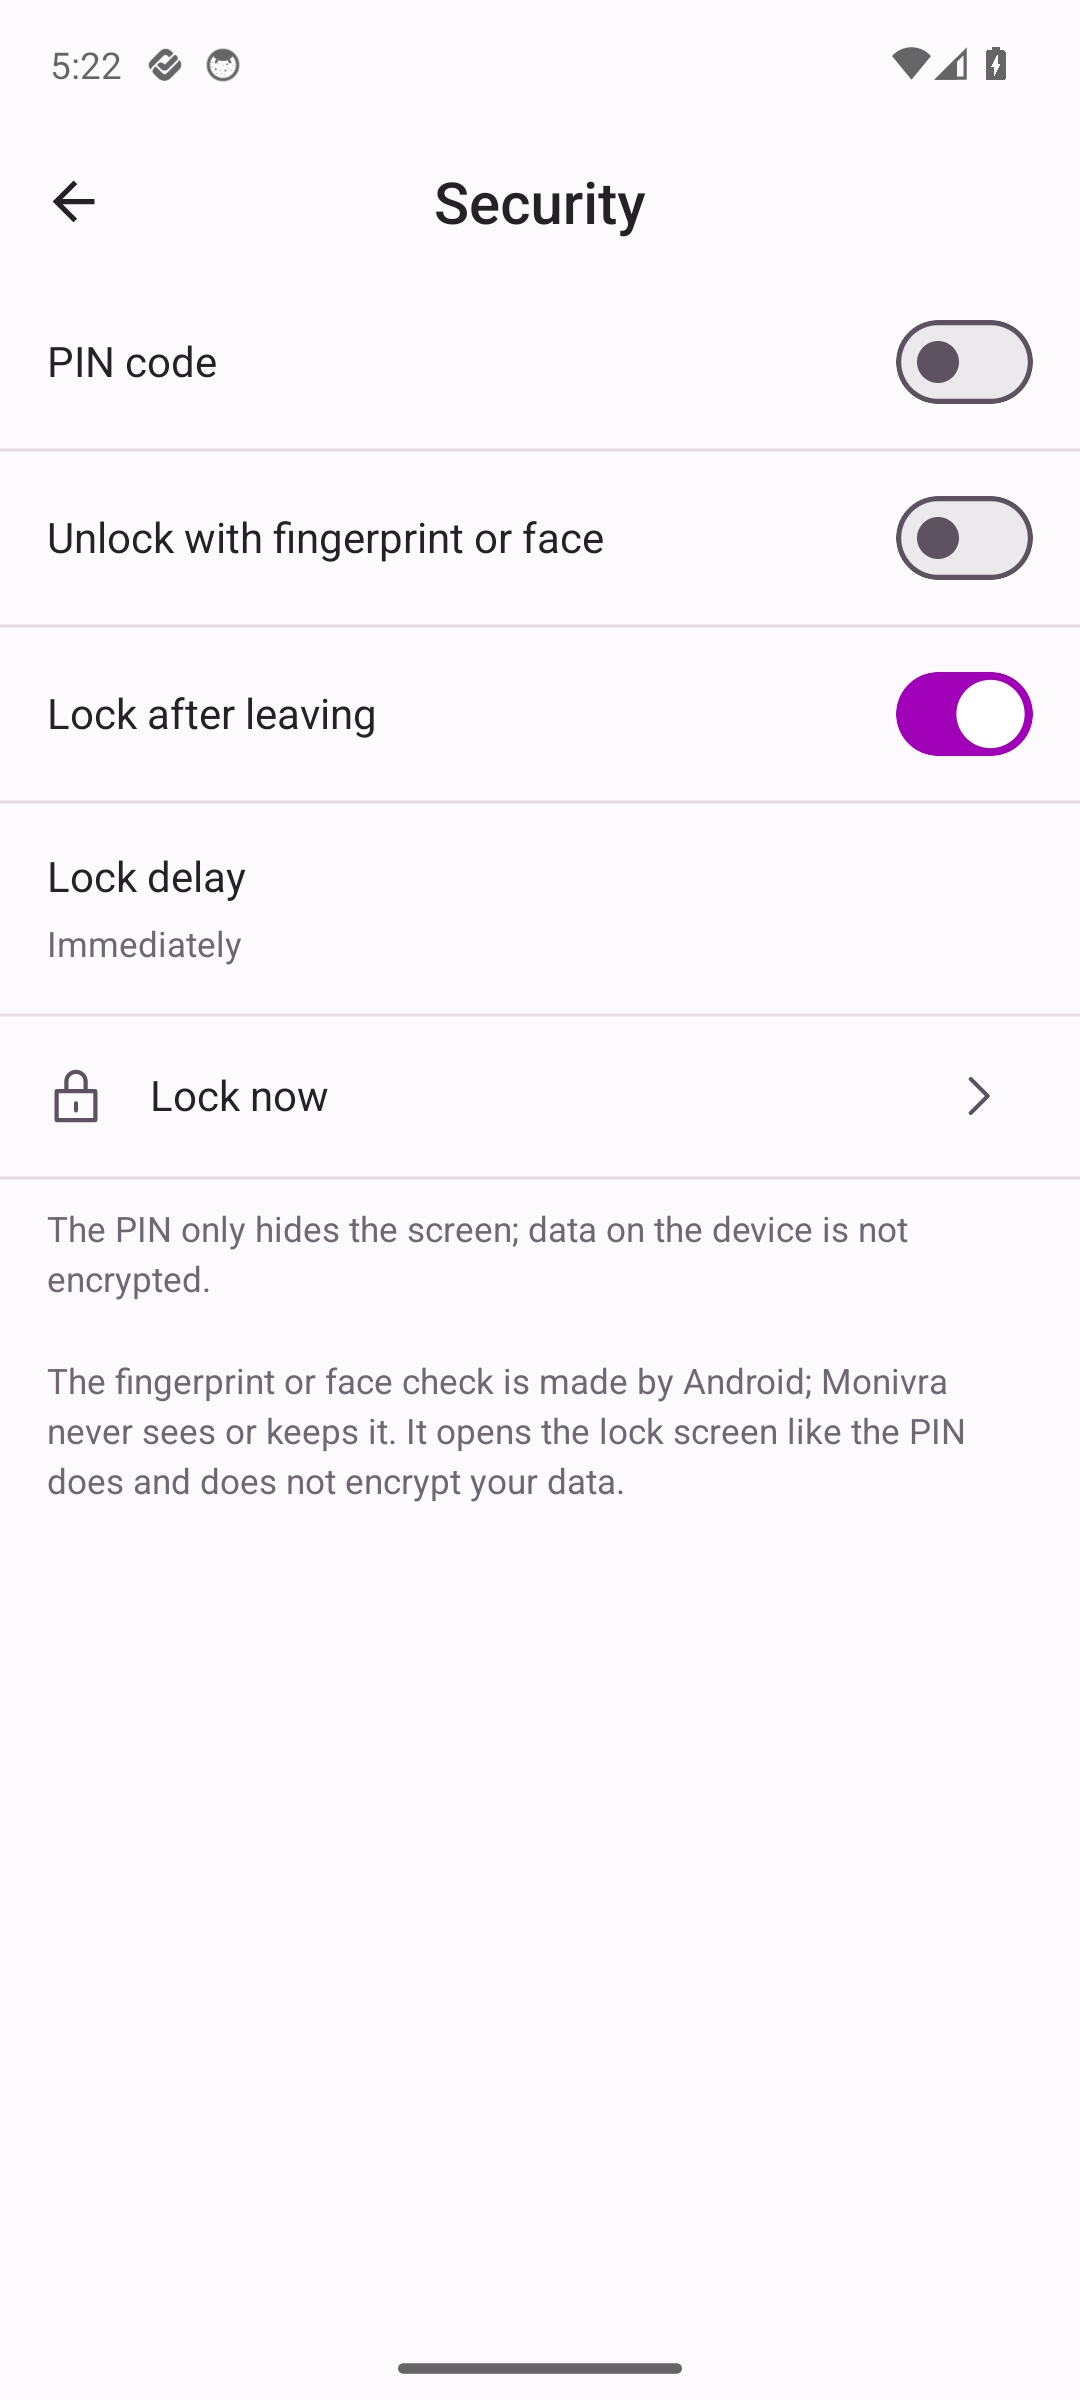 5:22
Security
PIN code
Unlock with fingerprint or face
Lock after leaving
Lock delay
Immediately
Lock now
The PIN only hides the screen; data on the device is not
encrypted.
The fingerprint or face check is made by Android; Monivra
never sees or keeps it. It opens the lock screen like the PIN
does and does not encrypt your data.